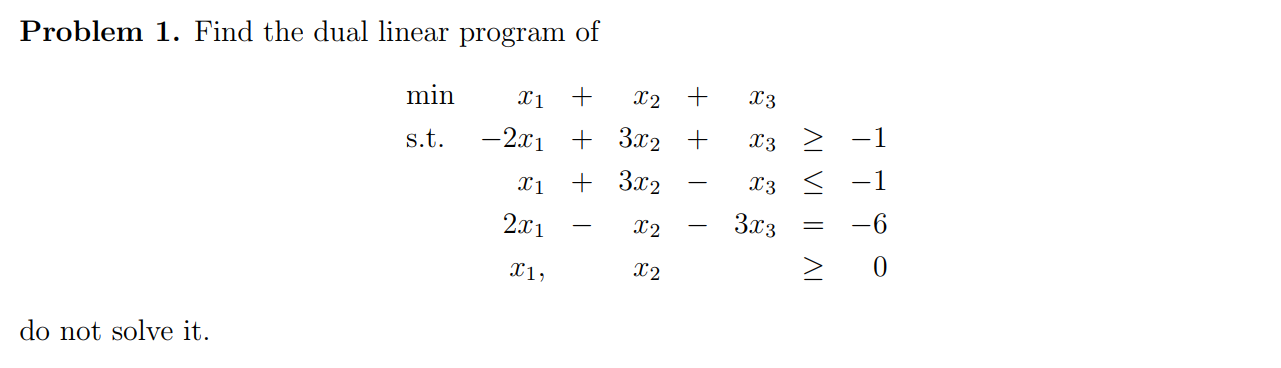 Problem 1. Find the dual linear program of
min x₁ + x₂ + x₃
s.t. −2x₁ + 3x₂ + x₃ ≥ −1
x₁ + 3x₂ − x₃ ≤ −1
2x₁ − x₂ − 3x₃ = −6
x₁, x₂ ≥ 0
do not solve it.